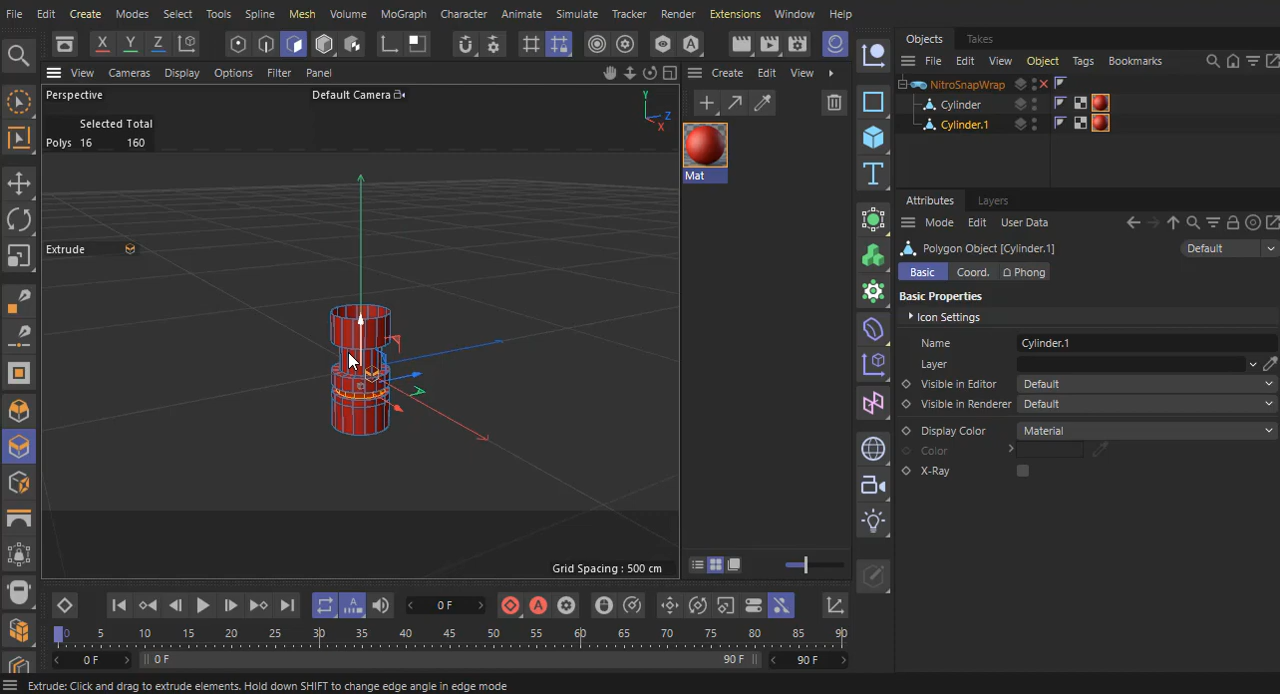 File Edit Create Modes Select Tools Spline Mesh Volume MoGraph Character Animate Simulate Tracker Render Extensions Window Help
X Y Z
A
View Cameras Display Options Filter Panel
Perspective
Default Camera
Y
Z
X
Selected Total
Polys 16 160
Extrude
Grid Spacing : 500 cm
Create Edit View
Mat
T
Objects Takes
File Edit View Object Tags Bookmarks
NitroSnapWrap
Cylinder
Cylinder.1
Attributes Layers
Mode Edit User Data
Polygon Object [Cylinder.1]
Default
Basic Coord. Phong
Basic Properties
Icon Settings
Name Cylinder.1
Layer
Visible in Editor Default
Visible in Renderer Default
Display Color Material
Color
X-Ray
A
0 F
A
0 5 10 15 20 25 30 35 40 45 50 55 60 65 70 75 80 85 90
0 F
0 F
90 F
90 F
Extrude: Click and drag to extrude elements. Hold down SHIFT to change edge angle in edge mode